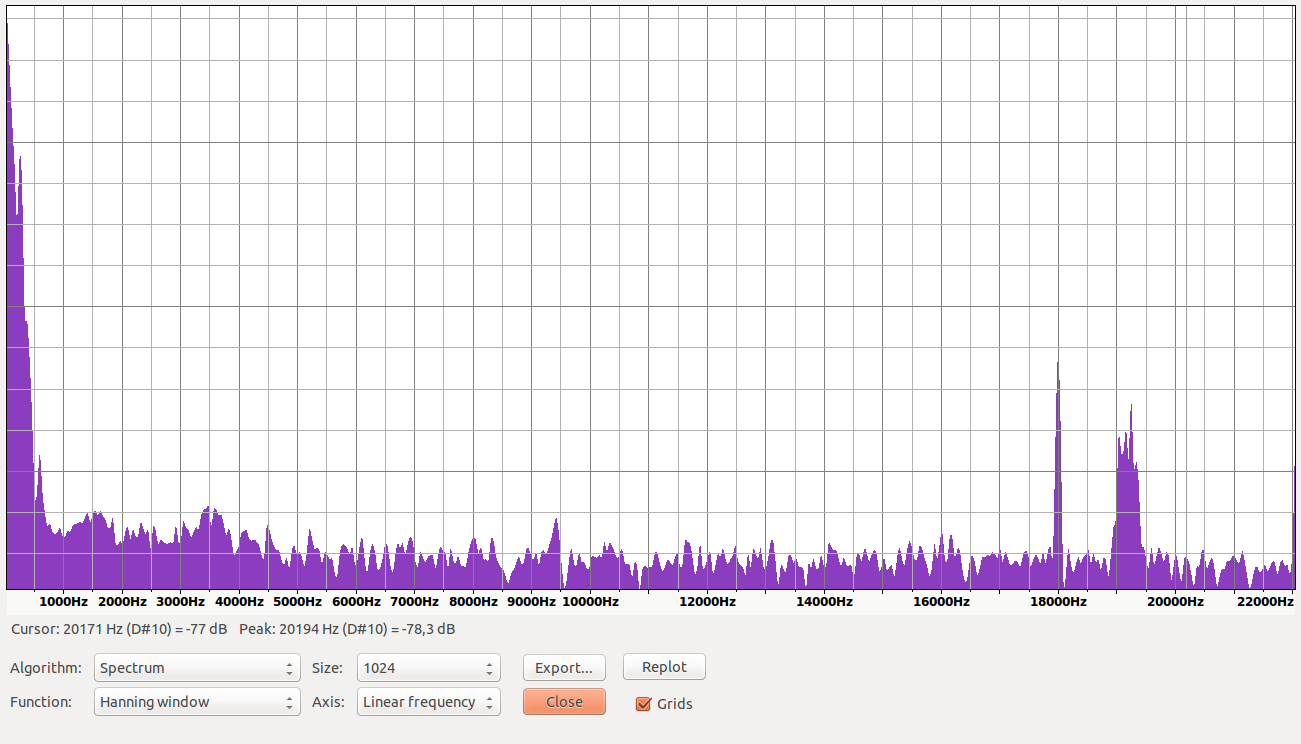 1000Hz 2000Hz 3000Hz 4000Hz 5000Hz 6000Hz 7000Hz 8000Hz 9000Hz 10000Hz 12000Hz 14000Hz 16000Hz 18000Hz 20000Hz 22000Hz
Cursor: 20171 Hz (D#10) = -77 dB Peak: 20194 Hz (D#10) = -78,3 dB
Algorithm: Spectrum Size: 1024 Export... Replot
Function: Hanning window Axis: Linear frequency Close Grids